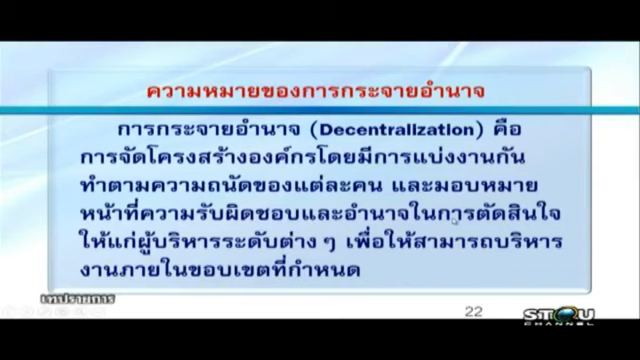 ความหมายของการกระจายอำนาจ
การกระจายอำนาจ (Decentralization) คือ
การจัดโครงสร้างองค์กรโดยมีการแบ่งงานกัน
ทำตามความถนัดของแต่ละคน และมอบหมาย
หน้าที่ความรับผิดชอบและอำนาจในการตัดสินใจ
ให้แก่ผู้บริหารระดับต่าง ๆ เพื่อให้สามารถบริหาร
งานภายในขอบเขตที่กำหนด
เทปรายการ
22
STOU
CHANNEL